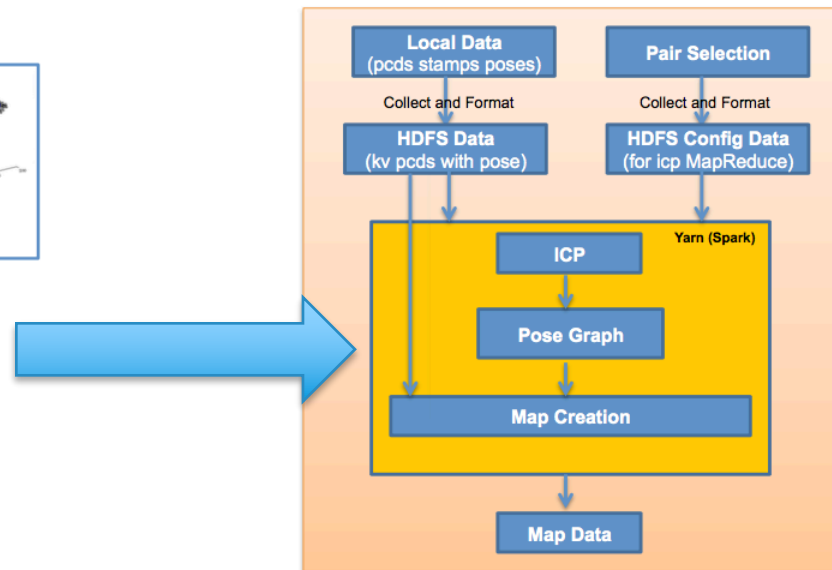 Local Data
(pcds stamps poses)
Pair Selection
Collect and Format
Collect and Format
HDFS Data
(kv pcds with pose)
HDFS Config Data
(for icp MapReduce)
Yarn (Spark)
ICP
Pose Graph
Map Creation
Map Data